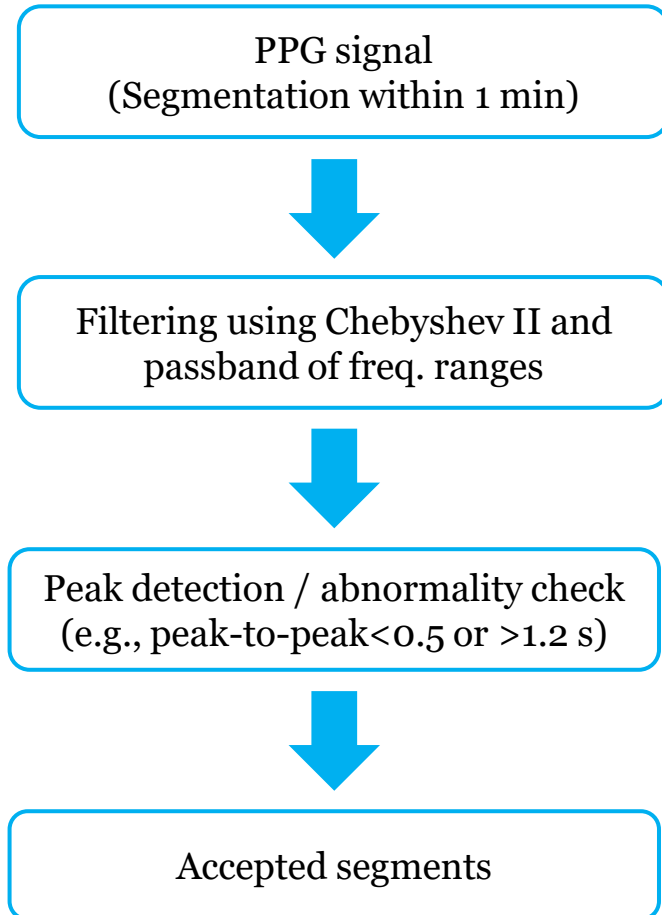 PPG signal
(Segmentation within 1 min)
Filtering using Chebyshev II and
passband of freq. ranges
Peak detection / abnormality check
(e.g., peak-to-peak<0.5 or >1.2 s)
Accepted segments